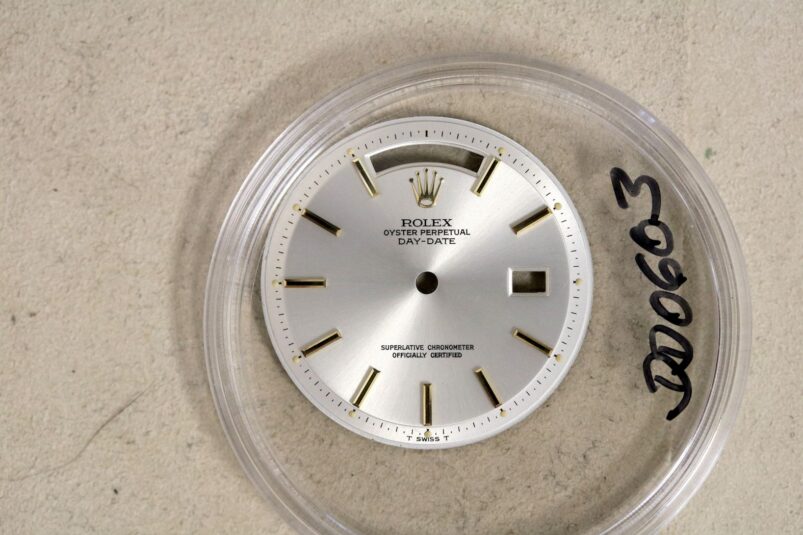 ROLEX
OYSTER PERPETUAL
DAY-DATE
SUPERLATIVE CHRONOMETER
OFFICIALLY CERTIFIED
T SWISS T
DD0603